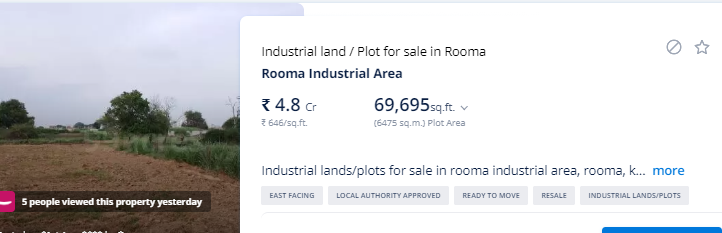 Industrial land / Plot for sale in Rooma
Rooma Industrial Area
₹ 4.8 Cr
69,695sq.ft.
₹ 646/sq.ft.
(6475 sq.m.) Plot Area
Industrial lands/plots for sale in rooma industrial area, rooma, k... more
EAST FACING
LOCAL AUTHORITY APPROVED
READY TO MOVE
RESALE
INDUSTRIAL LANDS/PLOTS
5 people viewed this property yesterday